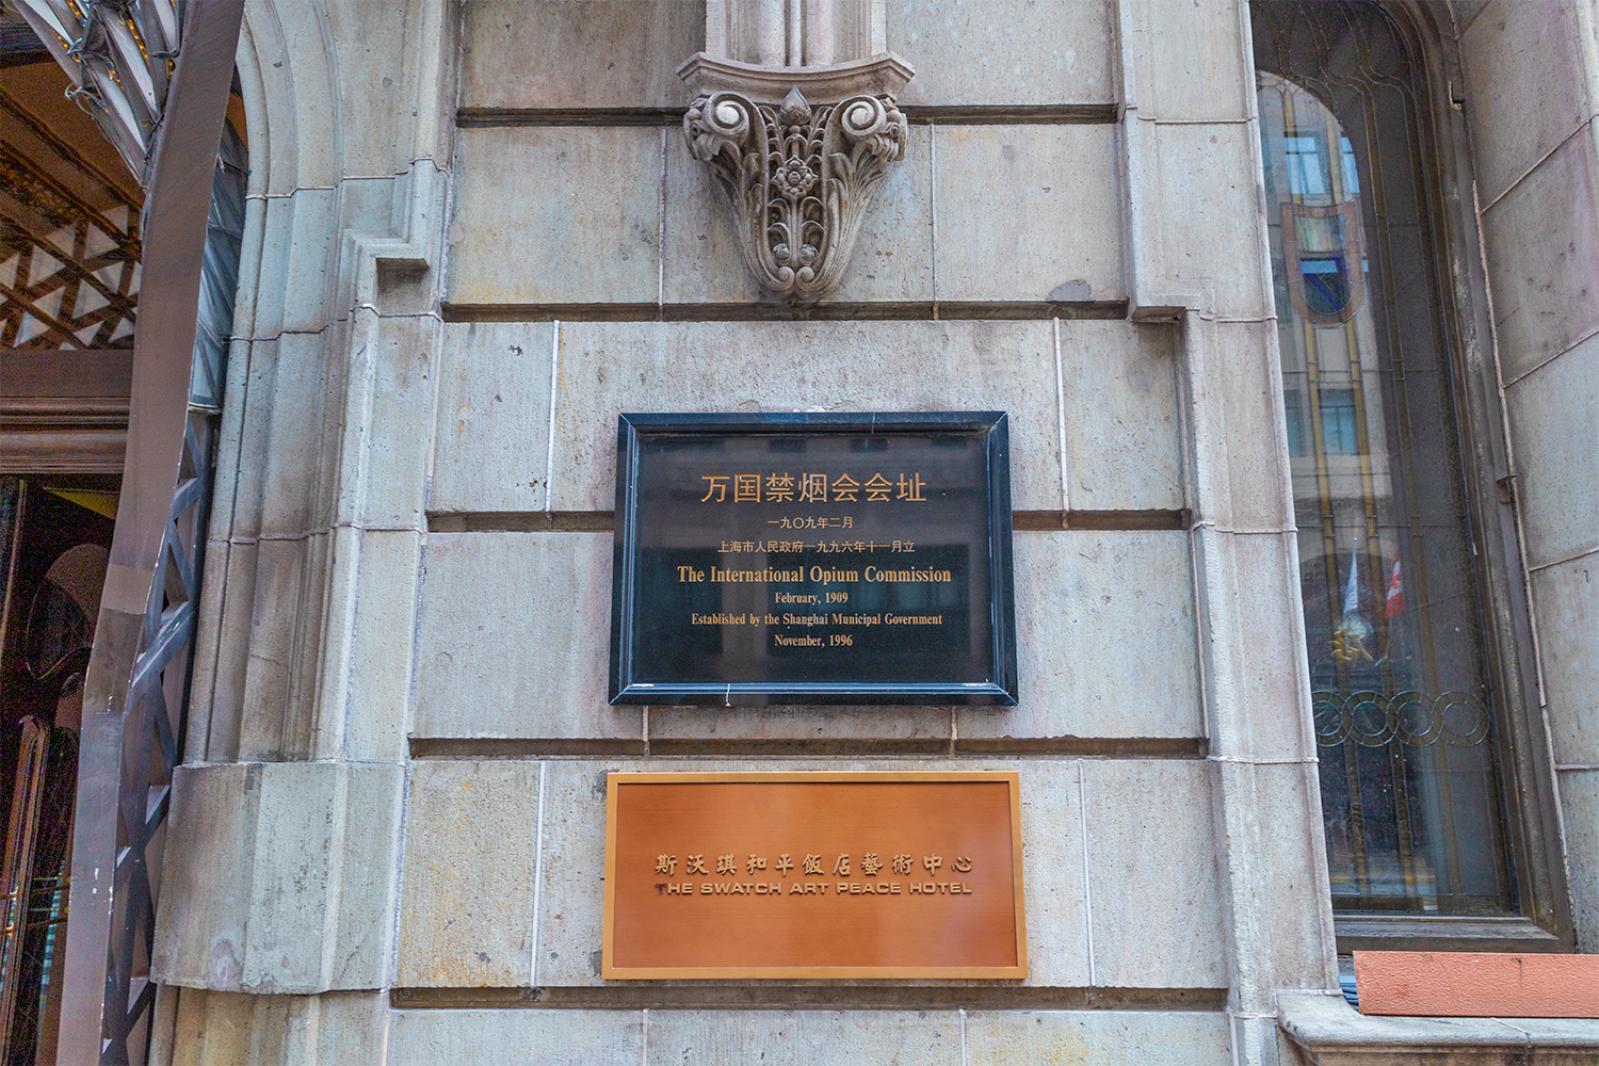 万国禁烟会会址
一九〇九年二月
上海市人民政府一九九六年十一月立
The International Opium Commission
February, 1909
Established by the Shanghai Municipal Government
November, 1996
斯沃琪和平飯店藝術中心
THE SWATCH ART PEACE HOTEL